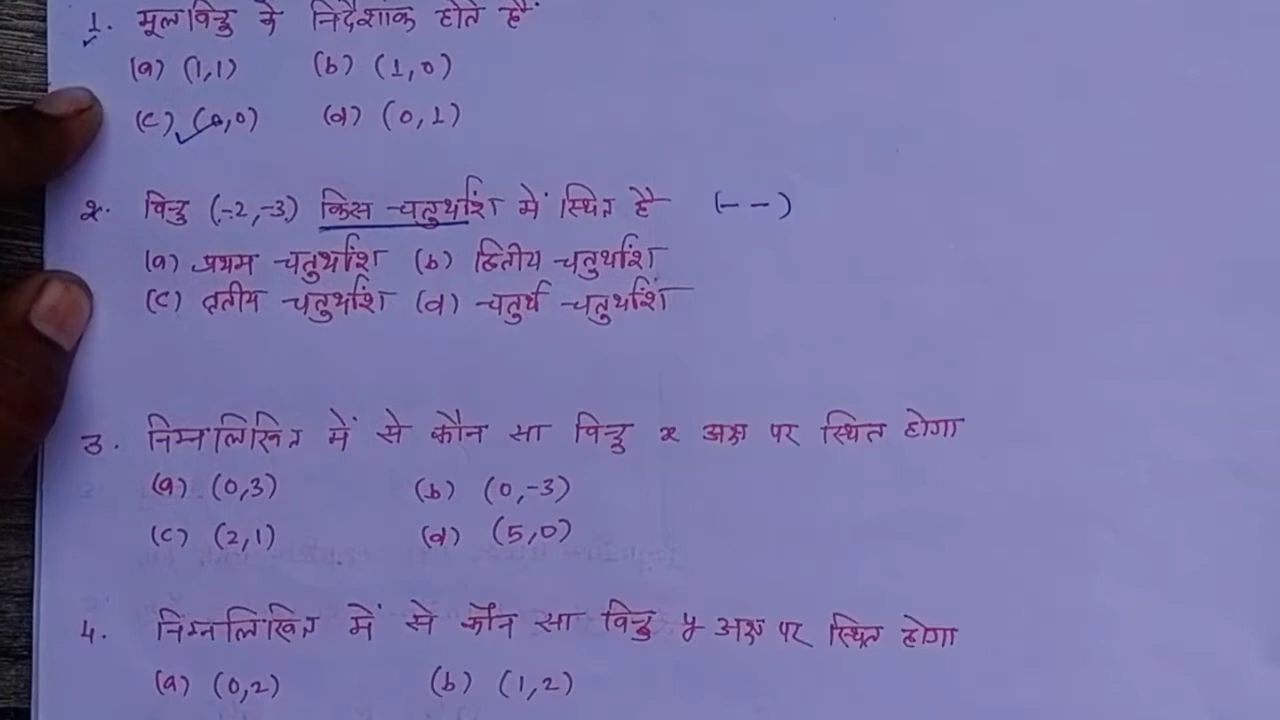 1. मूलविन्दु के निर्देशांक होते हैं
(a) (1,1) (b) (1,0)
(c) (0,0) (d) (0,1)
2. विन्दु (-2,-3) किस चतुर्थांश में स्थित है (- -)
(a) प्रथम चतुर्थांश (b) द्वितीय चतुर्थांश
(c) तृतीय चतुर्थांश (d) चतुर्थ चतुर्थांश
3. निम्नलिखित में से कौन सा विन्दु x अक्ष पर स्थित होगा
(a) (0,3) (b) (0,-3)
(c) (2,1) (d) (5,0)
4. निम्नलिखित में से कौन सा विन्दु y अक्ष पर स्थित होगा
(a) (0,2) (b) (1,2)